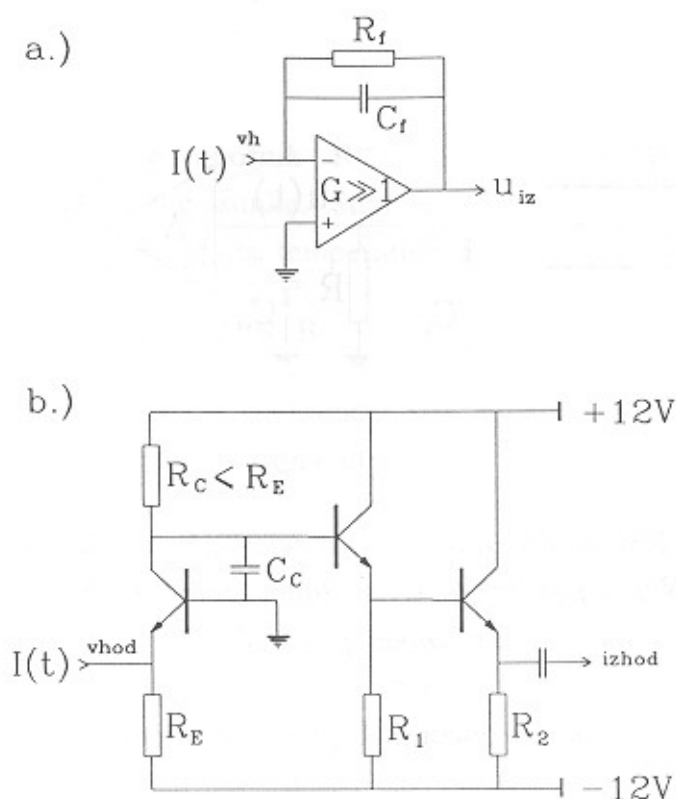 a.)
R_f
C_f
I(t) vh
− G≫1
+
u_iz
b.)
+12V
R_C < R_E
C_C
I(t) vhod
izhod
R_E
R_1
R_2
−12V